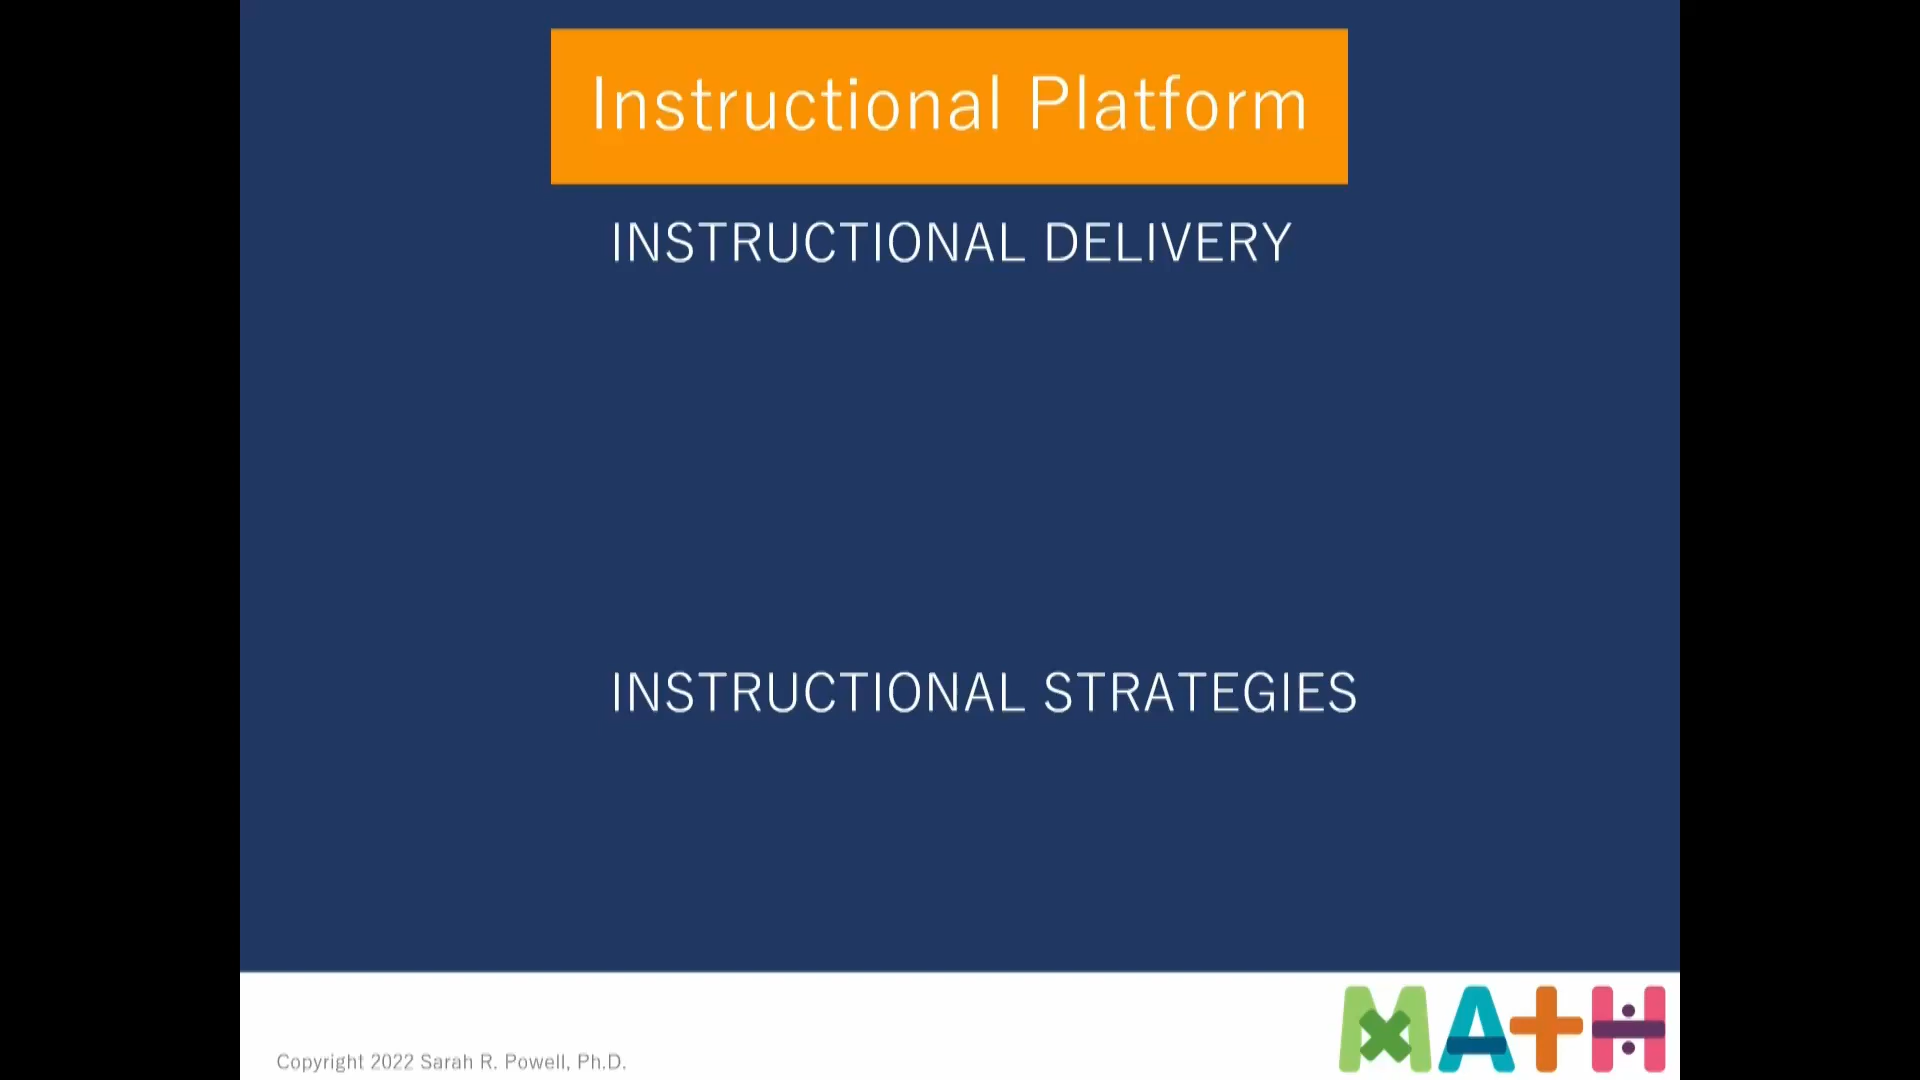 Instructional Platform
INSTRUCTIONAL DELIVERY
INSTRUCTIONAL STRATEGIES
MATH
Copyright 2022 Sarah R. Powell, Ph.D.